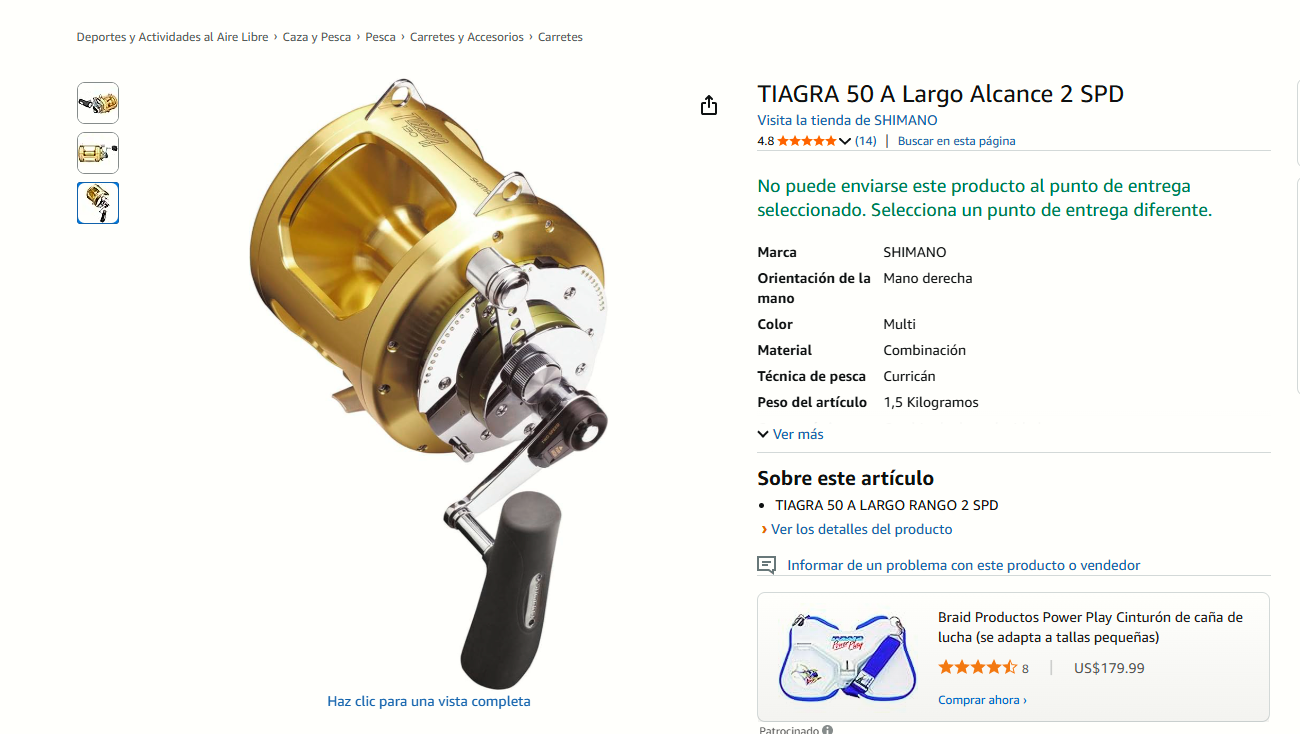 Deportes y Actividades al Aire Libre › Caza y Pesca › Pesca › Carretes y Accesorios › Carretes
TIAGRA 50 A Largo Alcance 2 SPD
Visita la tienda de SHIMANO
4.8 (14) | Buscar en esta página
No puede enviarse este producto al punto de entrega
seleccionado. Selecciona un punto de entrega diferente.
Marca SHIMANO
Orientación de la mano Mano derecha
Color Multi
Material Combinación
Técnica de pesca Curricán
Peso del artículo 1,5 Kilogramos
Ver más
Sobre este artículo
• TIAGRA 50 A LARGO RANGO 2 SPD
› Ver los detalles del producto
Informar de un problema con este producto o vendedor
Braid Productos Power Play Cinturón de caña de
lucha (se adapta a tallas pequeñas)
8 | US$179.99
Comprar ahora ›
Patrocinado
Haz clic para una vista completa